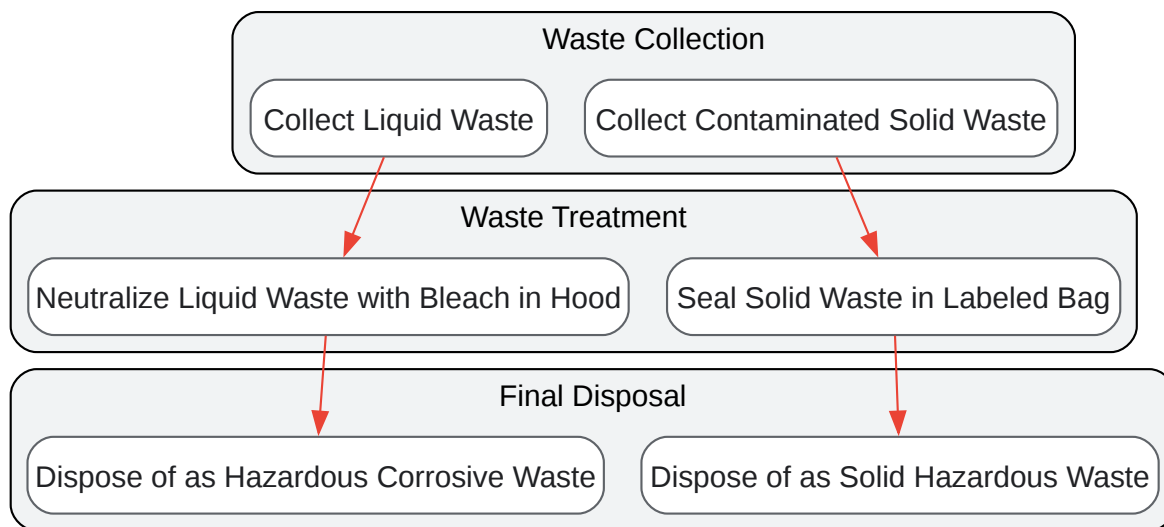 Waste Collection
Collect Liquid Waste
Collect Contaminated Solid Waste
Waste Treatment
Neutralize Liquid Waste with Bleach in Hood
Seal Solid Waste in Labeled Bag
Final Disposal
Dispose of as Hazardous Corrosive Waste
Dispose of as Solid Hazardous Waste